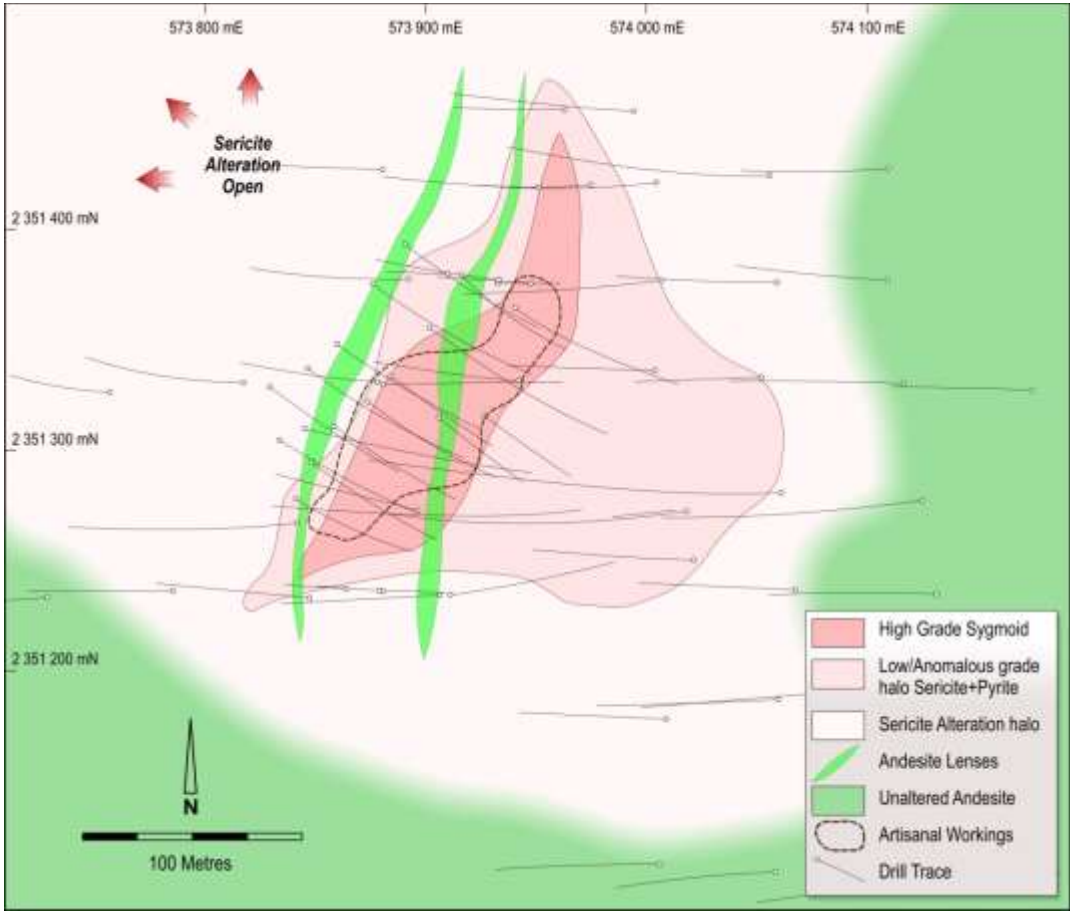 573 800 mE
573 900 mE
574 000 mE
574 100 mE
Sericite
Alteration
Open
2 351 400 mN
2 351 300 mN
2 351 200 mN
High Grade Sygmoid
Low/Anomalous grade
halo Sericite+Pyrite
Sericite Alteration halo
Andesite Lenses
Unaltered Andesite
Artisanal Workings
Drill Trace
N
100 Metres